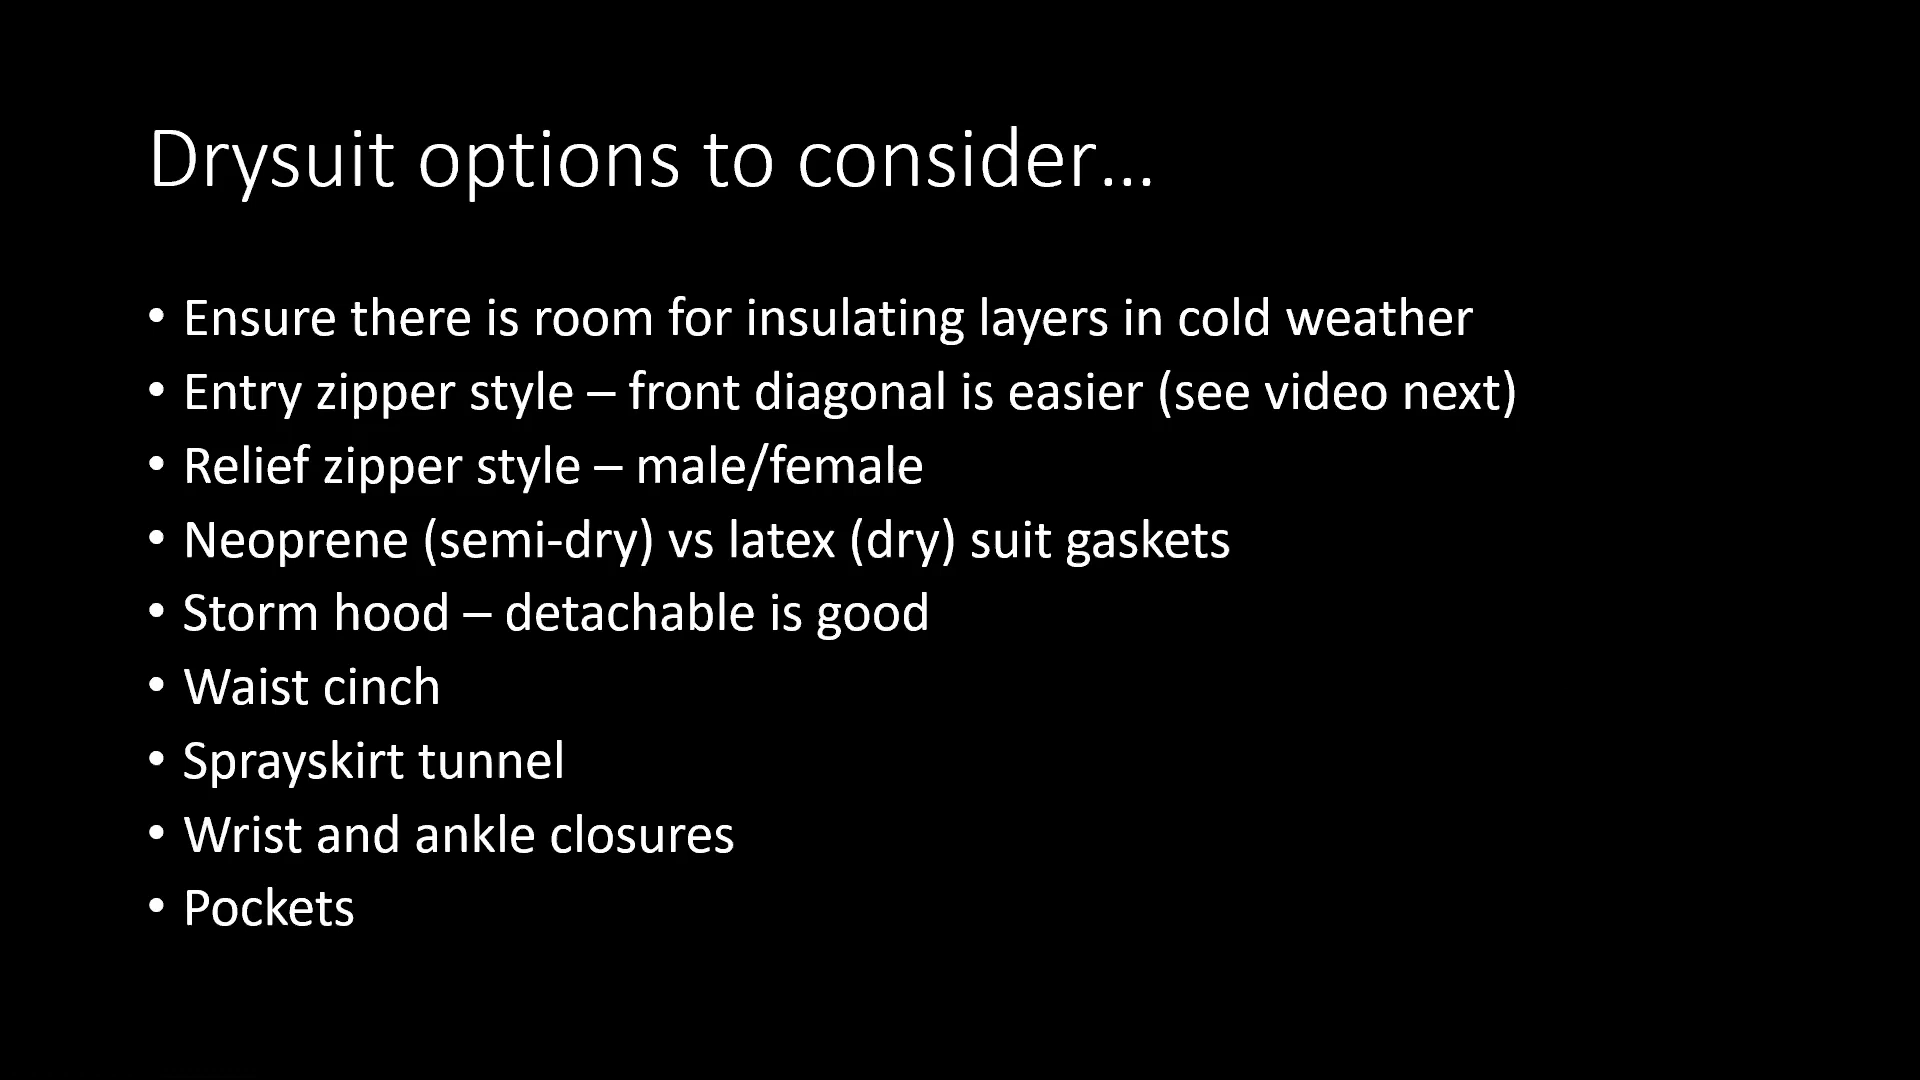 Drysuit options to consider…
• Ensure there is room for insulating layers in cold weather
• Entry zipper style – front diagonal is easier (see video next)
• Relief zipper style – male/female
• Neoprene (semi-dry) vs latex (dry) suit gaskets
• Storm hood – detachable is good
• Waist cinch
• Sprayskirt tunnel
• Wrist and ankle closures
• Pockets